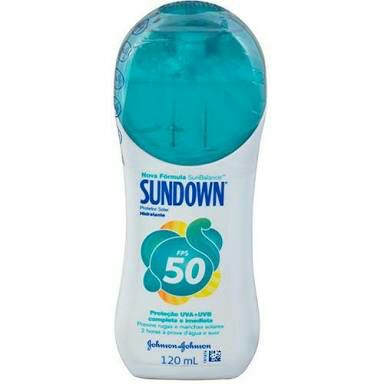 Nova Fórmula SunBalance™
SUNDOWN®
Protetor Solar
Hidratante
FPS
50
Proteção UVA+UVB
completa e imediata
Previne rugas e manchas solares
2 horas à prova d'água e suor
Johnson & Johnson
120 mL